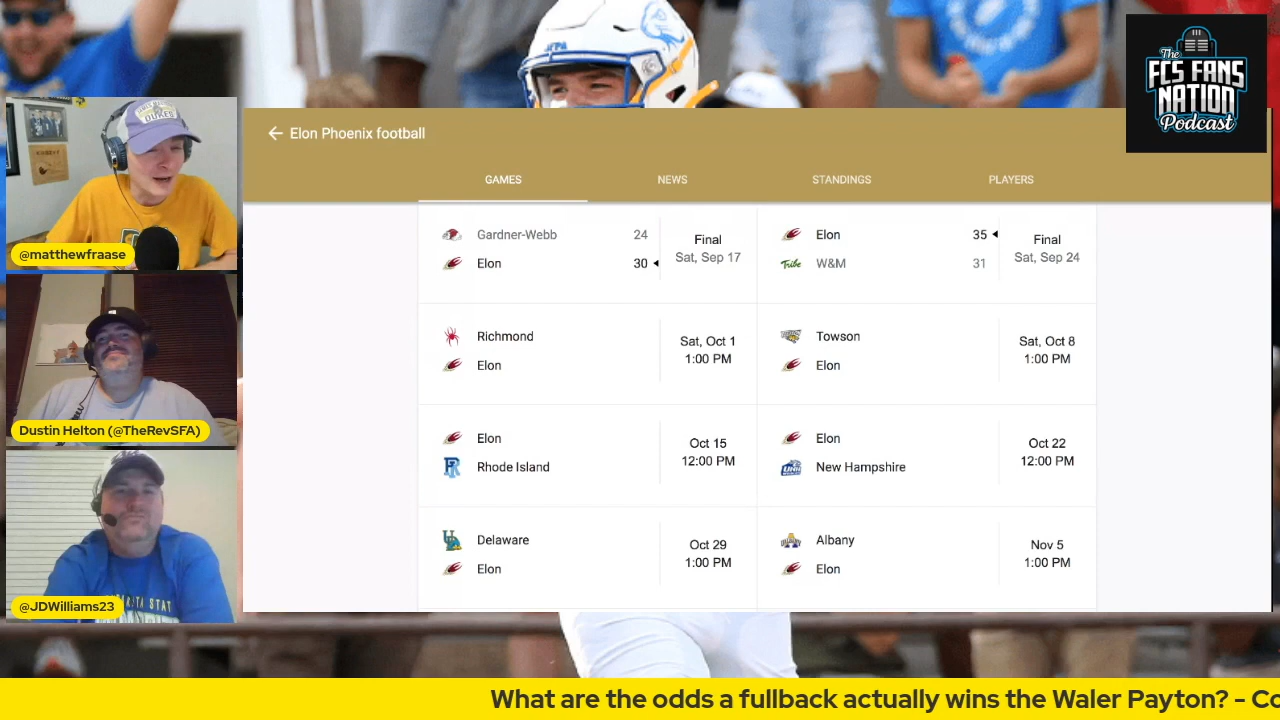 The
FCS FANS
NATION
Podcast
DUKES
@matthewfraase
Dustin Helton (@TheRevSFA)
STATE
@JDWilliams23
← Elon Phoenix football
GAMES NEWS STANDINGS PLAYERS
Gardner-Webb 24
Elon 30
Final
Sat, Sep 17
Elon 35
Tribe W&M 31
Final
Sat, Sep 24
Richmond
Elon
Sat, Oct 1
1:00 PM
Towson
Elon
Sat, Oct 8
1:00 PM
Elon
Rhode Island
Oct 15
12:00 PM
Elon
New Hampshire
Oct 22
12:00 PM
Delaware
Elon
Oct 29
1:00 PM
Albany
Elon
Nov 5
1:00 PM
What are the odds a fullback actually wins the Waler Payton? - Co